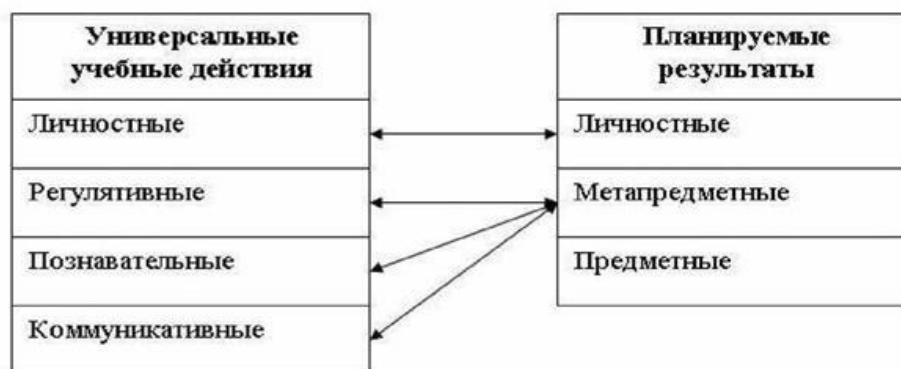 Универсальные
учебные действия
Личностные
Регулятивные
Познавательные
Коммуникативные
Планируемые
результаты
Личностные
Метапредметные
Предметные